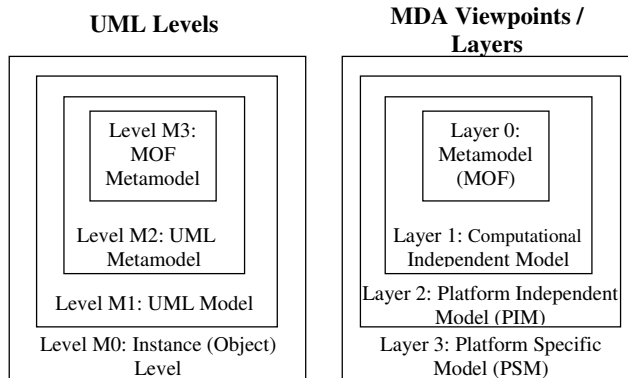 UML Levels
Level M3:
MOF
Metamodel
Level M2: UML
Metamodel
Level M1: UML Model
Level M0: Instance (Object)
Level
MDA Viewpoints /
Layers
Layer 0:
Metamodel
(MOF)
Layer 1: Computational
Independent Model
Layer 2: Platform Independent
Model (PIM)
Layer 3: Platform Specific
Model (PSM)